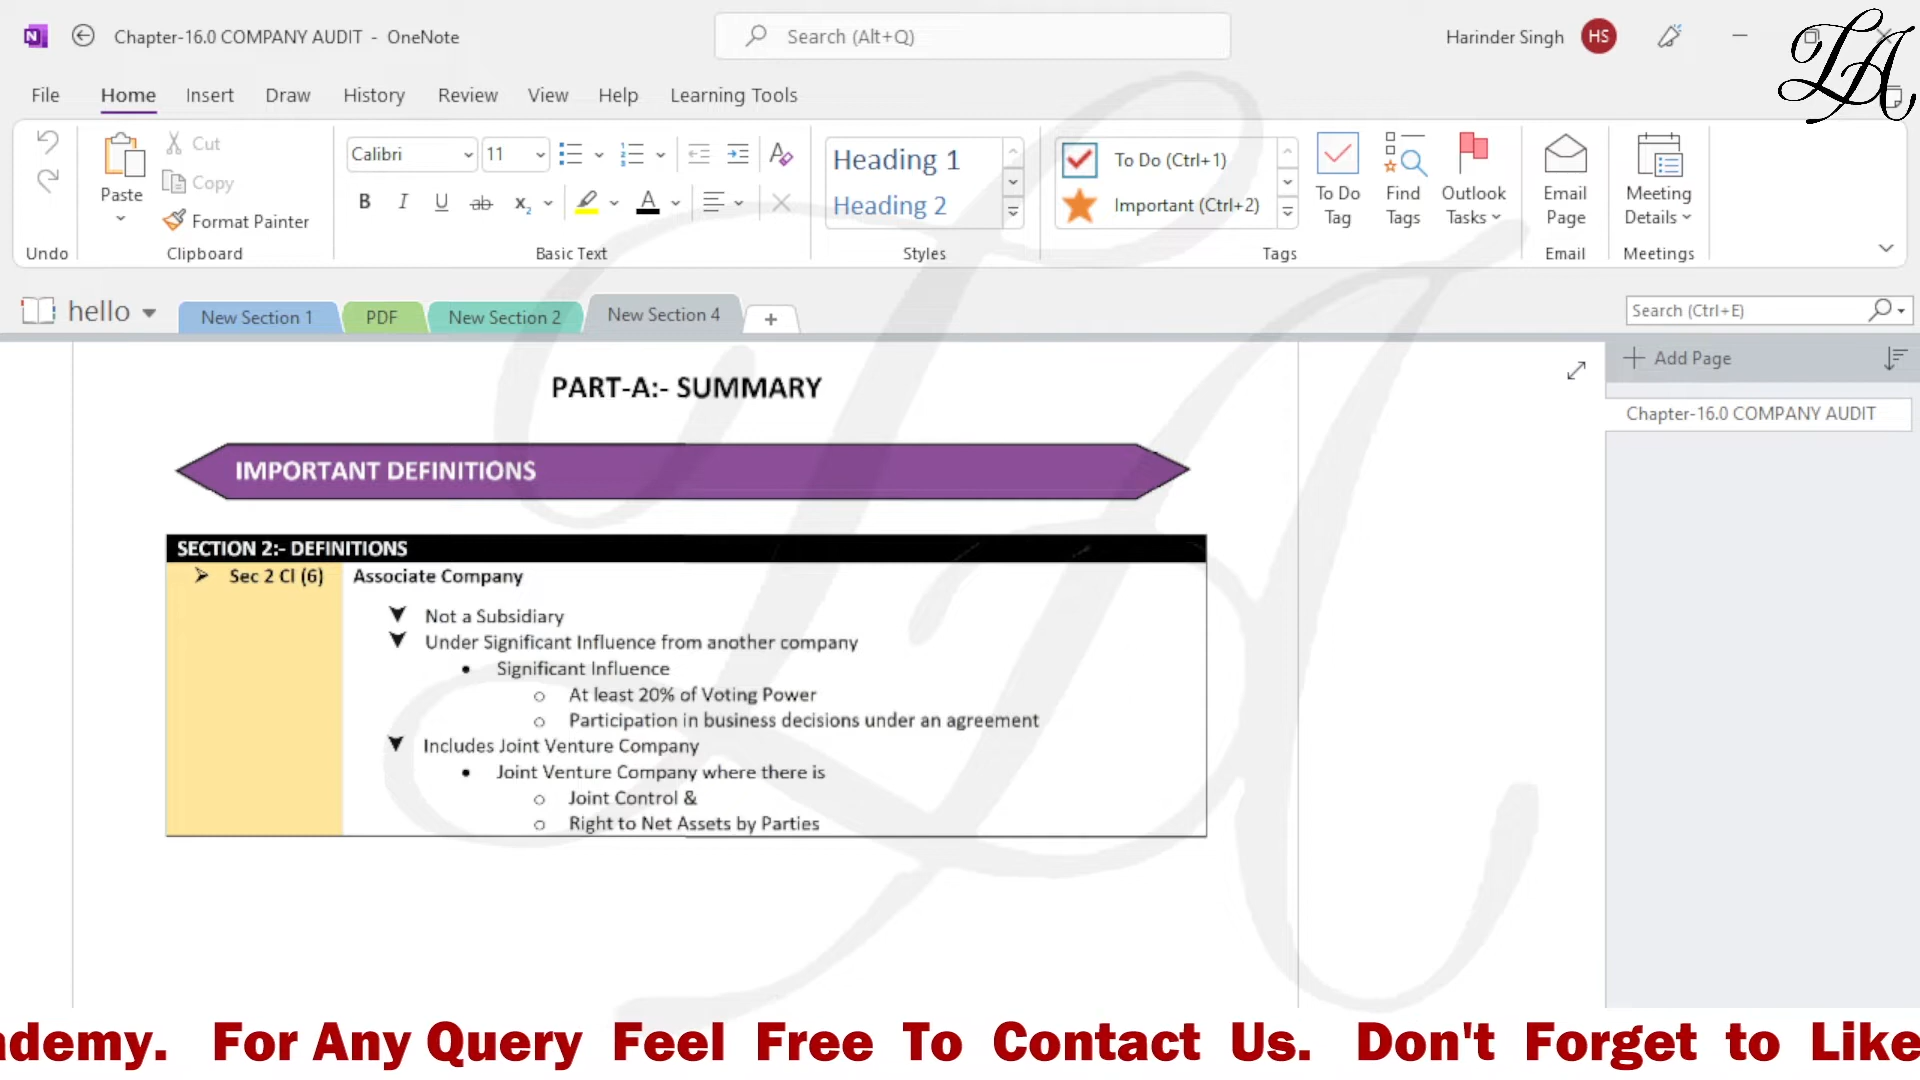 Chapter-16.0 COMPANY AUDIT - OneNote
Search (Alt+Q)
Harinder Singh
HS
LA
File Home Insert Draw History Review View Help Learning Tools
Undo
Paste
Cut
Copy
Format Painter
Clipboard
Calibri 11
B I U ab x2 A
Basic Text
Heading 1
Heading 2
Styles
To Do (Ctrl+1)
Important (Ctrl+2)
To Do Tag
Find Tags
Outlook Tasks
Tags
Email Page
Email
Meeting Details
Meetings
hello
New Section 1
PDF
New Section 2
New Section 4
+
Search (Ctrl+E)
Add Page
Chapter-16.0 COMPANY AUDIT
PART-A:- SUMMARY
IMPORTANT DEFINITIONS
SECTION 2:- DEFINITIONS
Sec 2 Cl (6) Associate Company
Not a Subsidiary
Under Significant Influence from another company
Significant Influence
At least 20% of Voting Power
Participation in business decisions under an agreement
Includes Joint Venture Company
Joint Venture Company where there is
Joint Control &
Right to Net Assets by Parties
ademy. For Any Query Feel Free To Contact Us. Don't Forget to Like